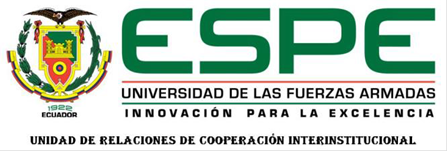 ESPE
UNIVERSIDAD DE LAS FUERZAS ARMADAS
INNOVACIÓN PARA LA EXCELENCIA
1922
ECUADOR
UNIDAD DE RELACIONES DE COOPERACIÓN INTERINSTITUCIONAL